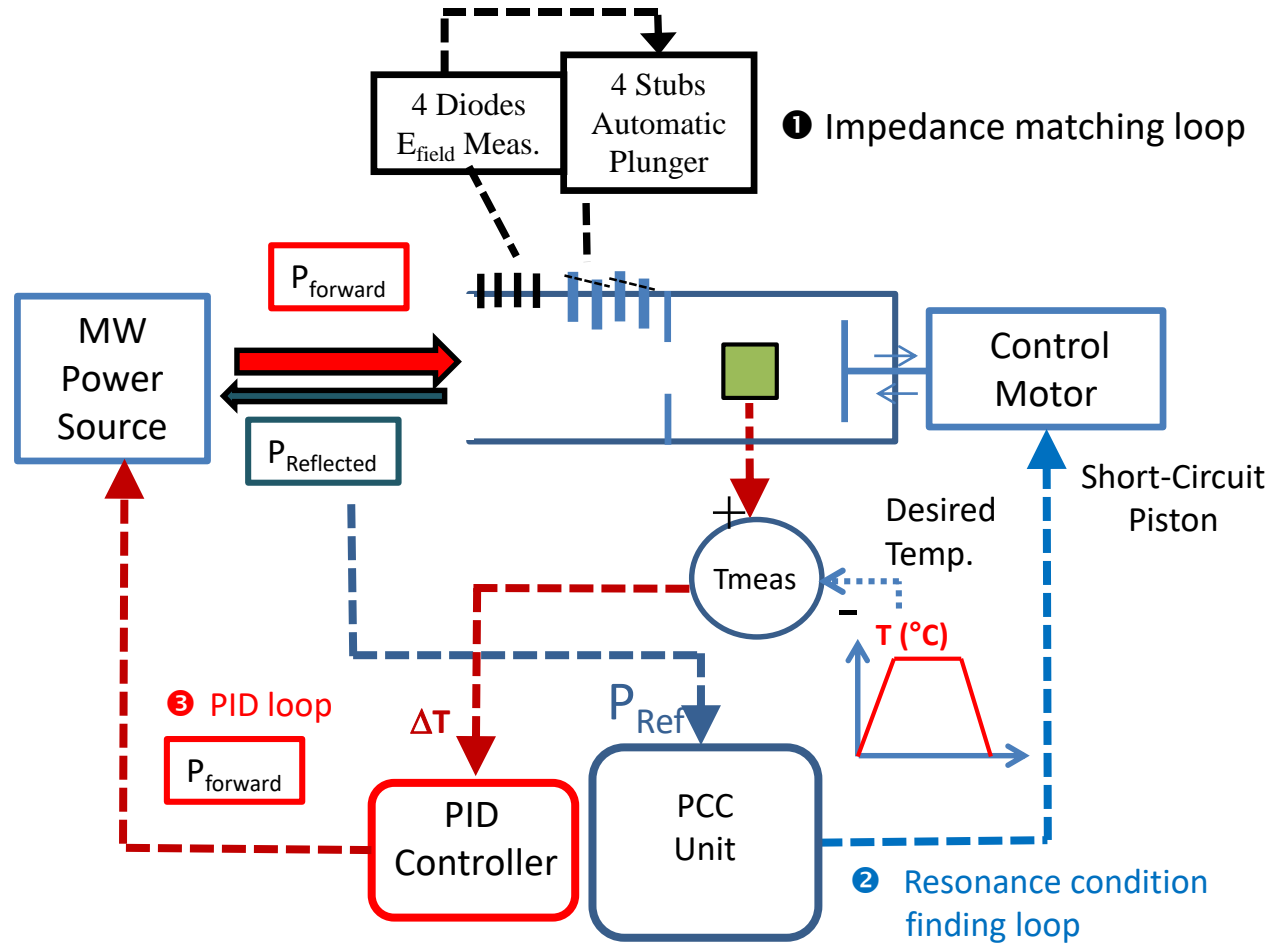 4 Diodes
E_field Meas.
4 Stubs
Automatic
Plunger
❶ Impedance matching loop
P_forward
MW
Power
Source
P_Reflected
Control
Motor
Short-Circuit
Piston
+
Desired
Temp.
Tmeas
-
T (°C)
❸ PID loop
P_forward
ΔT
P_Ref
PID
Controller
PCC
Unit
❷ Resonance condition
finding loop